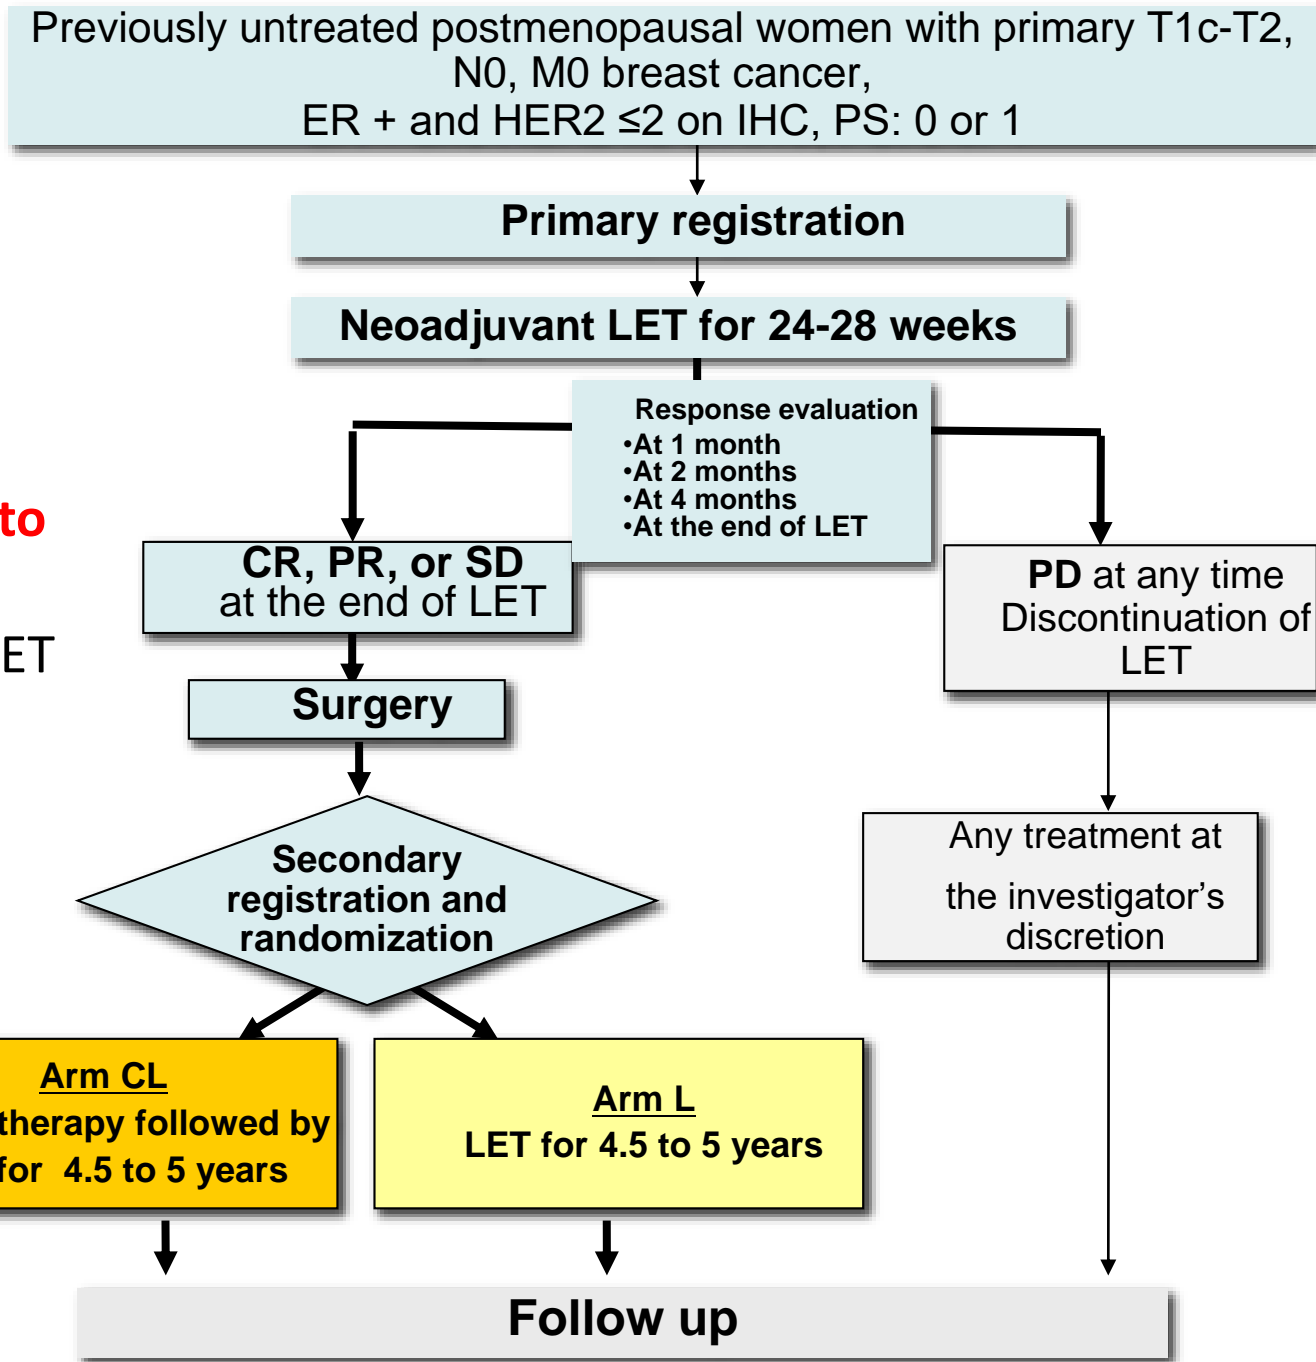 Previously untreated postmenopausal women with primary T1c-T2,
N0, M0 breast cancer,
ER + and HER2 ≤2 on IHC, PS: 0 or 1
Primary registration
Neoadjuvant LET for 24-28 weeks
Response evaluation
•At 1 month
•At 2 months
•At 4 months
•At the end of LET
to
ET
CR, PR, or SD
at the end of LET
PD at any time
Discontinuation of
LET
Surgery
Any treatment at
the investigator's
discretion
Secondary
registration and
randomization
Arm CL
therapy followed by
for 4.5 to 5 years
Arm L
LET for 4.5 to 5 years
Follow up